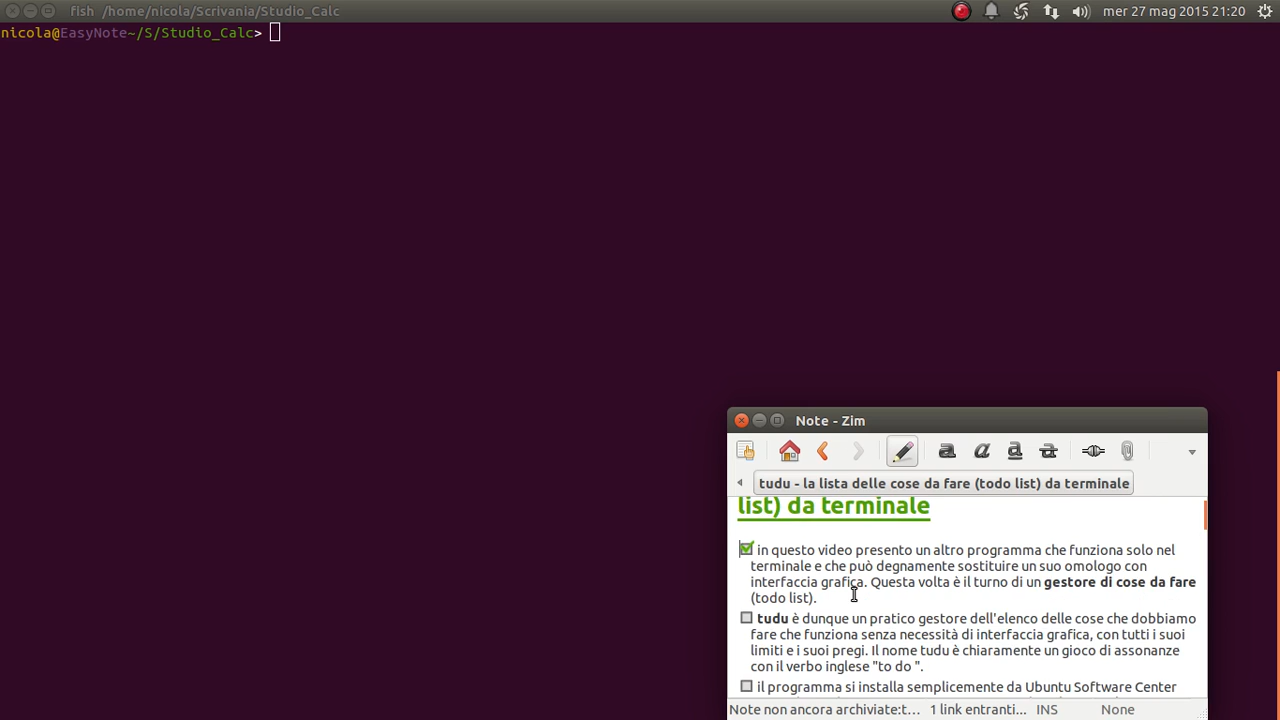 fish /home/nicola/Scrivania/Studio_Calc
mer 27 mag 2015 21:20
nicola@EasyNote~/S/Studio_Calc>
Note - Zim
tudu - la lista delle cose da fare (todo list) da terminale
list) da terminale
in questo video presento un altro programma che funziona solo nel
terminale e che può degnamente sostituire un suo omologo con
interfaccia grafica. Questa volta è il turno di un gestore di cose da fare
(todo list).
tudu è dunque un pratico gestore dell'elenco delle cose che dobbiamo
fare che funziona senza necessità di interfaccia grafica, con tutti i suoi
limiti e i suoi pregi. Il nome tudu è chiaramente un gioco di assonanze
con il verbo inglese "to do ".
il programma si installa semplicemente da Ubuntu Software Center
Note non ancora archiviate:t... 1 link entranti... INS None